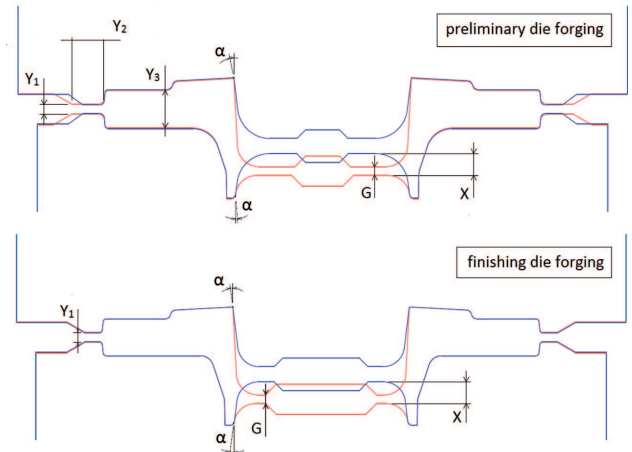 preliminary die forging
Y₂
α
Y₁
Y₃
G
X
α
finishing die forging
α
Y₁
G
X
α